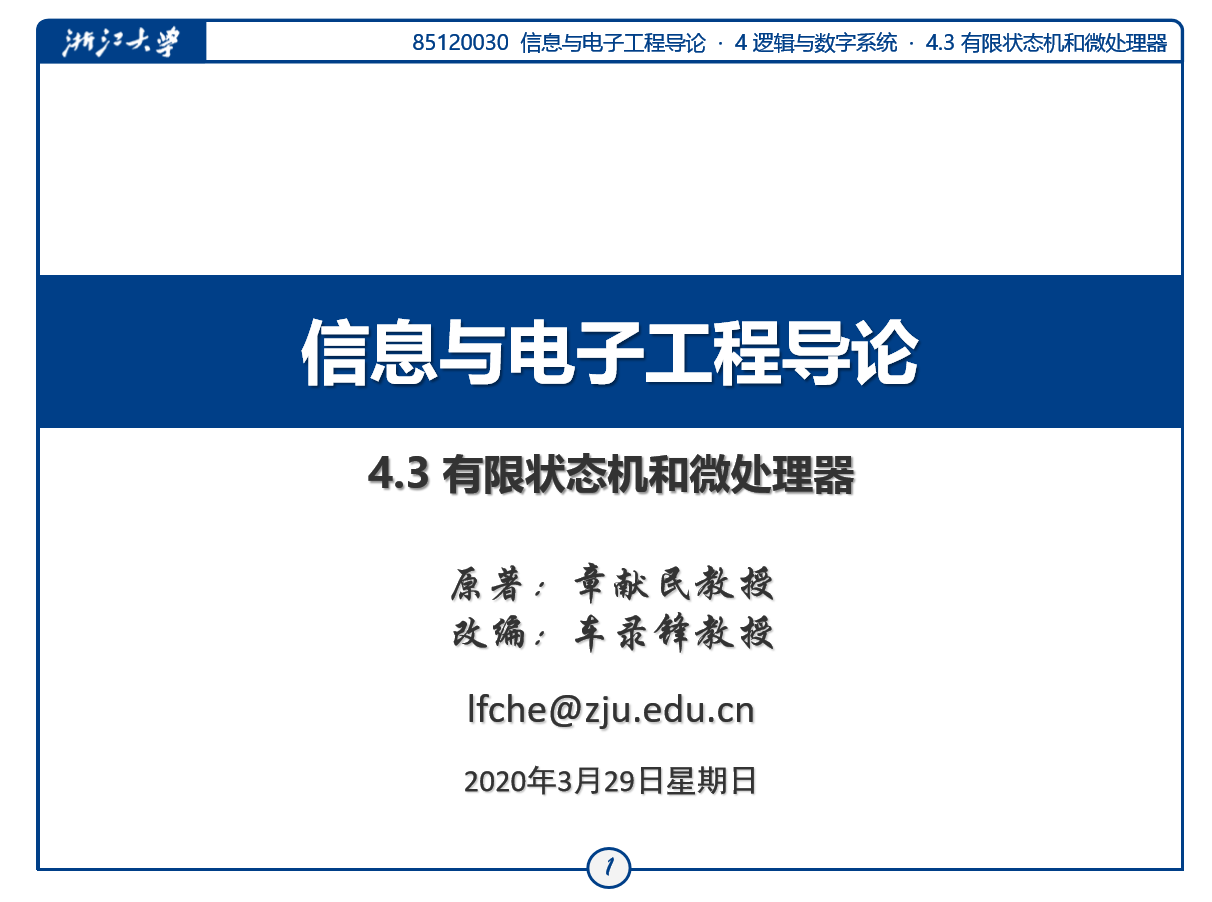 浙江大学
85120030 信息与电子工程导论 · 4 逻辑与数字系统 · 4.3 有限状态机和微处理器
信息与电子工程导论
4.3 有限状态机和微处理器
原著：章献民教授
改编：车录锋教授
lfche@zju.edu.cn
2020年3月29日星期日
1